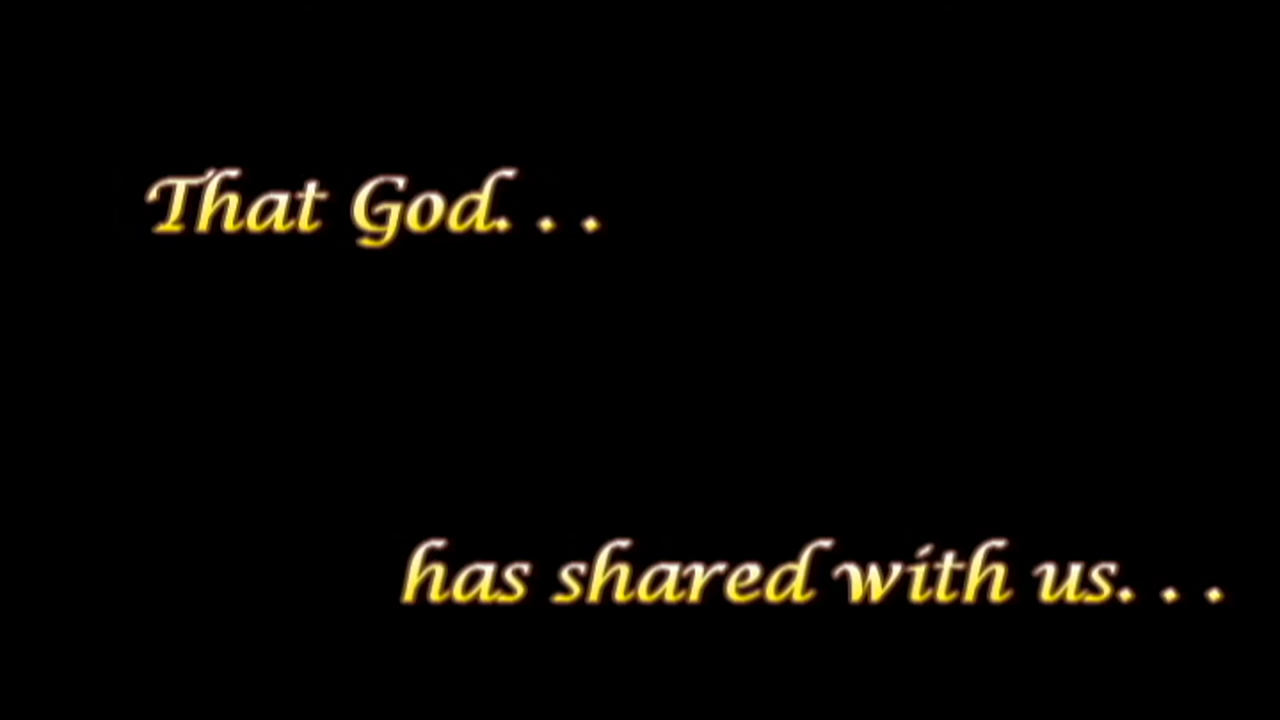 That God. . .
has shared with us. . .